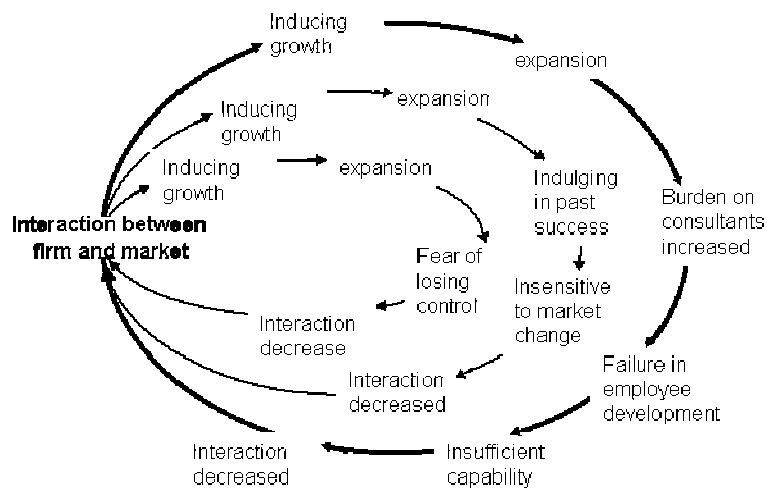 Inducing
growth
expansion
Inducing
growth
expansion
Inducing
growth
expansion
Indulging
in past
success
Burden on
consultants
increased
Interaction between
firm and market
Fear of
losing
control
Insensitive
to market
change
Interaction
decrease
Interaction
decreased
Failure in
employee
development
Interaction
decreased
Insufficient
capability